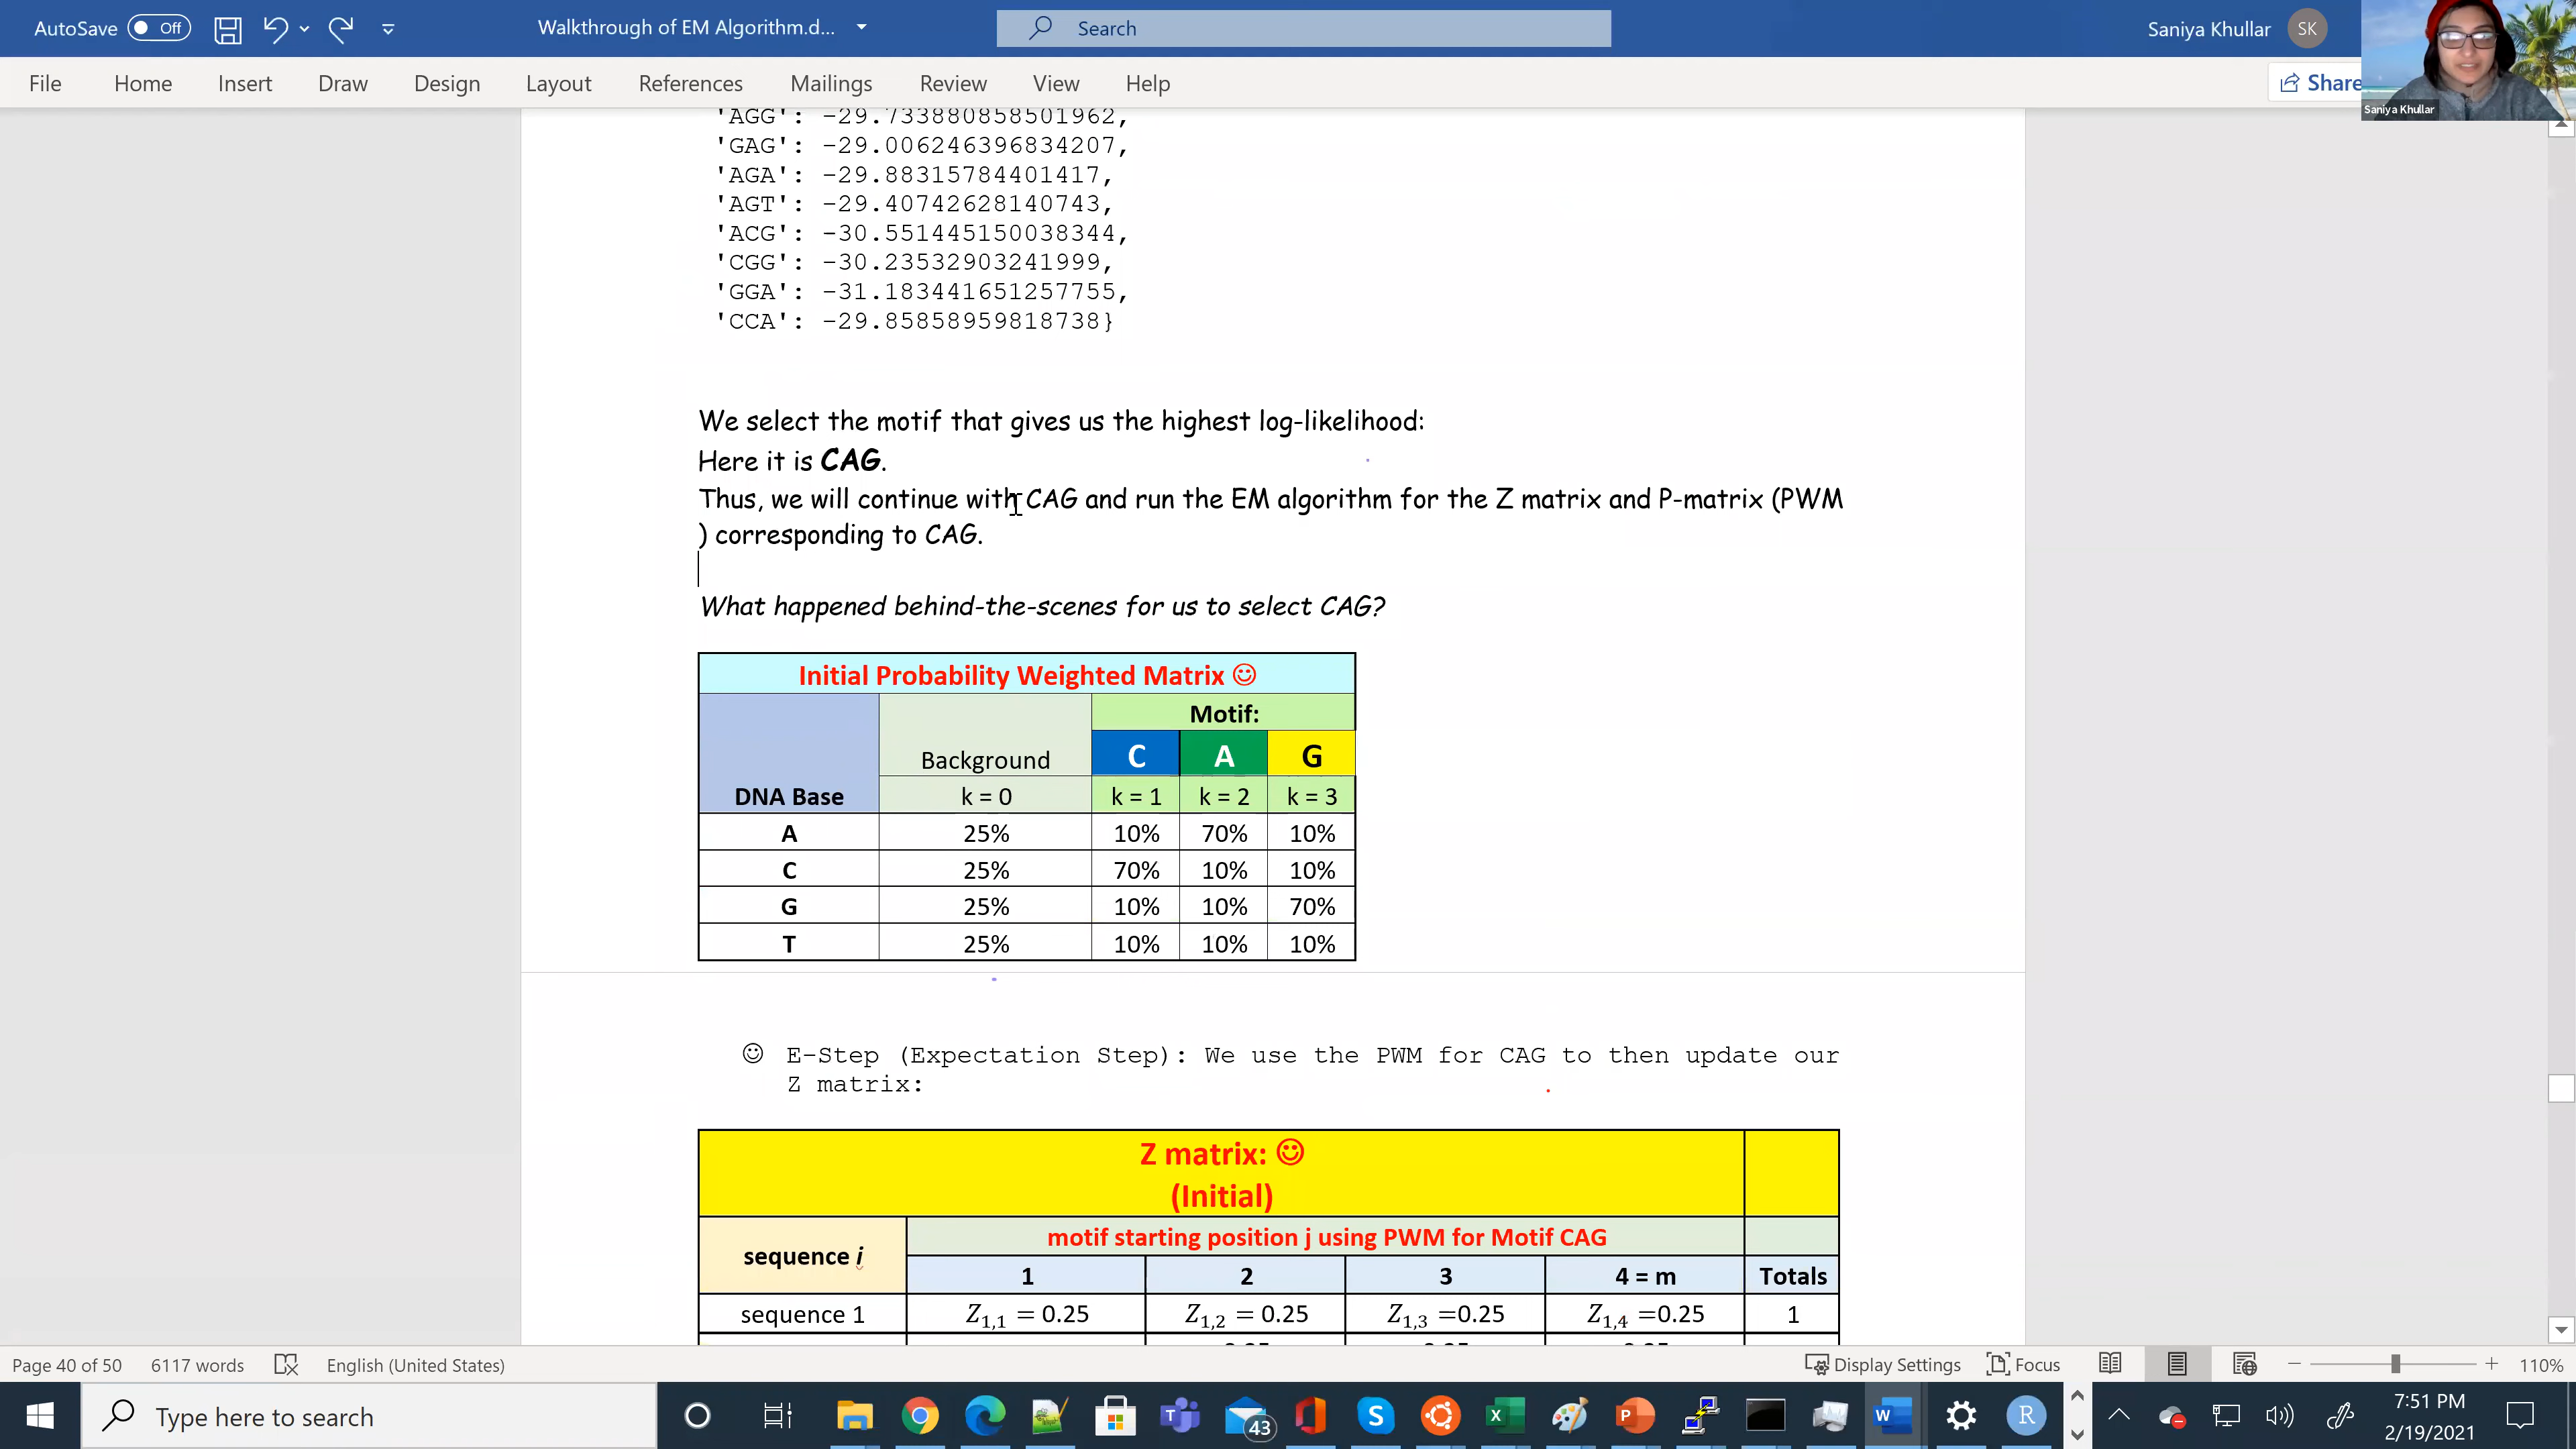 AutoSave Off Walkthrough of EM Algorithm.d... Search Saniya Khullar SK
File Home Insert Draw Design Layout References Mailings Review View Help Share
Saniya Khullar
'AGG': -29.733880858501962,
'GAG': -29.006246396834207,
'AGA': -29.88315784401417,
'AGT': -29.40742628140743,
'ACG': -30.551445150038344,
'CGG': -30.23532903241999,
'GGA': -31.183441651257755,
'CCA': -29.85858959818738}
We select the motif that gives us the highest log-likelihood:
Here it is CAG.
Thus, we will continue with CAG and run the EM algorithm for the Z matrix and P-matrix (PWM
) corresponding to CAG.
What happened behind-the-scenes for us to select CAG?
Initial Probability Weighted Matrix ☺
Motif:
Background C A G
DNA Base k = 0 k = 1 k = 2 k = 3
A 25% 10% 70% 10%
C 25% 70% 10% 10%
G 25% 10% 10% 70%
T 25% 10% 10% 10%
☺ E-Step (Expectation Step): We use the PWM for CAG to then update our
Z matrix:
Z matrix: ☺
(Initial)
motif starting position j using PWM for Motif CAG
sequence i
1 2 3 4 = m Totals
sequence 1 Z1,1 = 0.25 Z1,2 = 0.25 Z1,3 =0.25 Z1,4 =0.25 1
Page 40 of 50 6117 words English (United States) Display Settings Focus 110%
Type here to search 43 7:51 PM
2/19/2021